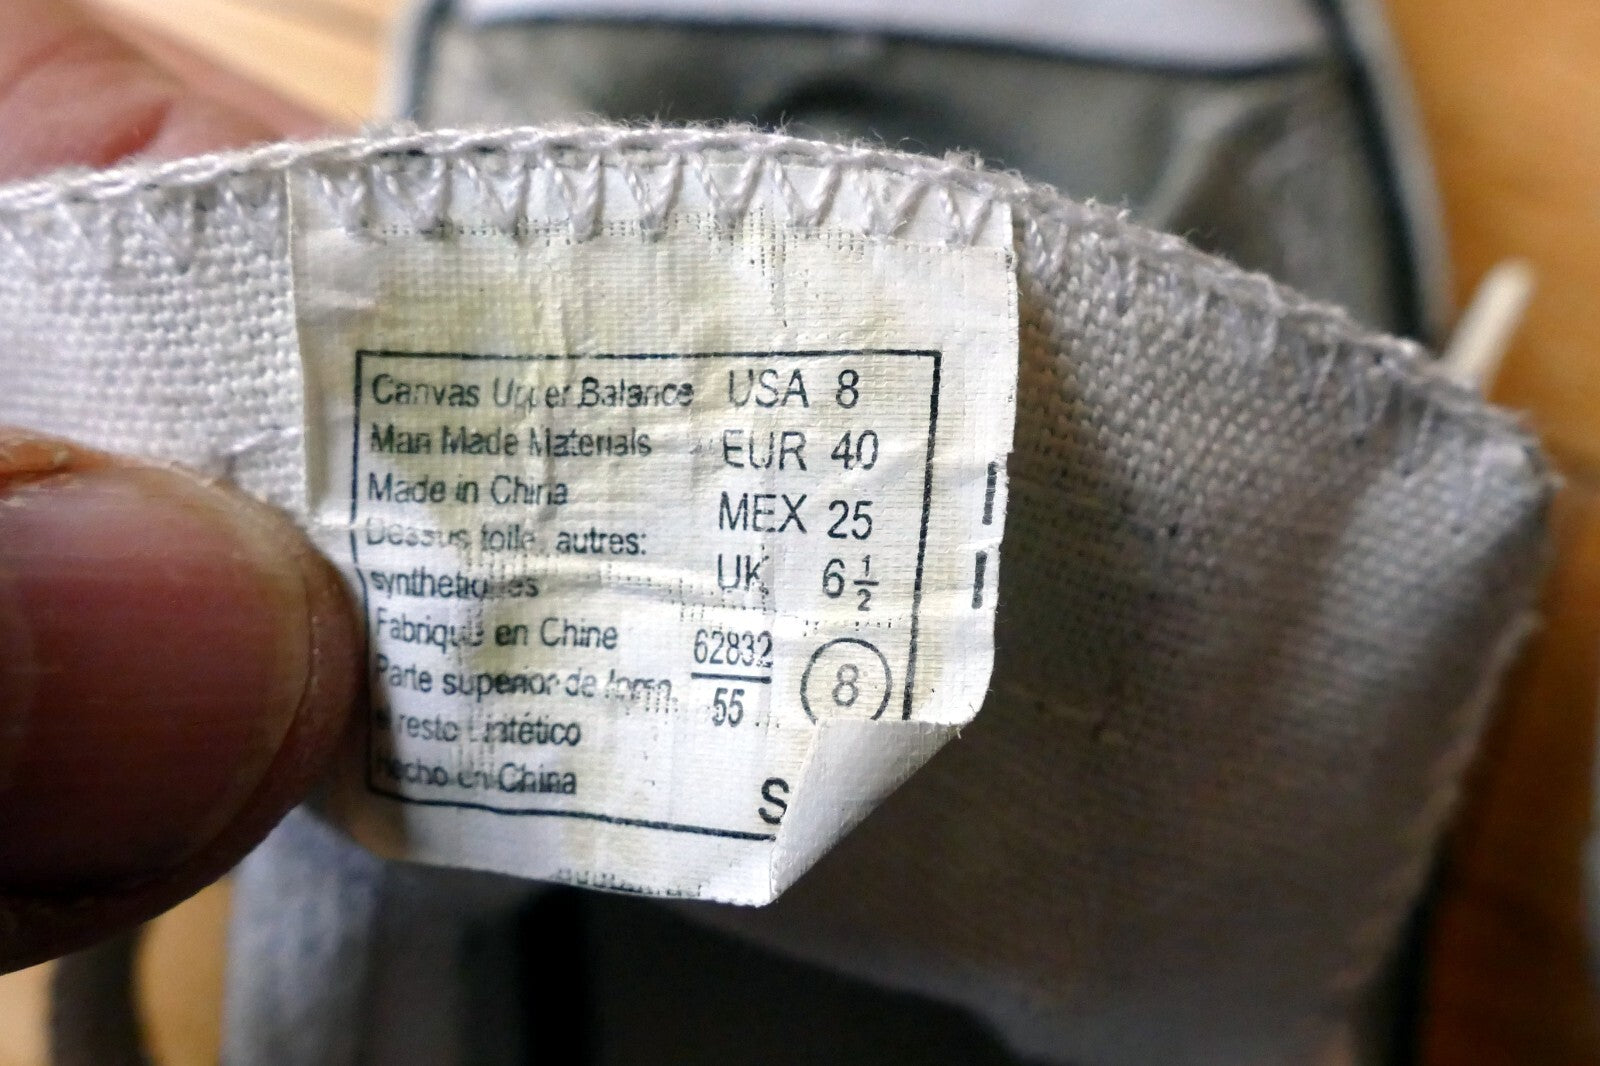 Canvas Upper Balance
Man Made Materials
Made in China
Dessus toile, autres:
synthetiques
Fabrique en Chine
Parte superior de
el resto sintético
Hecho en China
USA 8
EUR 40
MEX 25
UK 6 1/2
62832
55
8
S